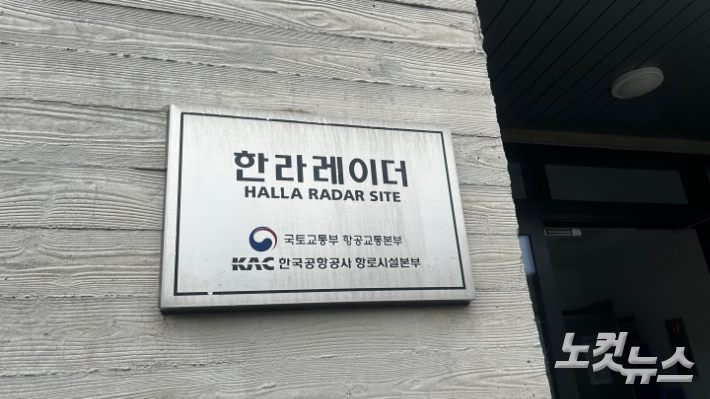 한라레이더
HALLA RADAR SITE
국토교통부 항공교통본부
KAC 한국공항공사 항로시설본부
노컷뉴스